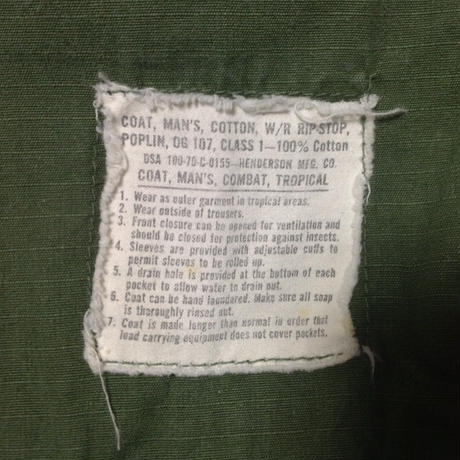 COAT, MAN'S, COTTON, W/R RIP-STOP,
POPLIN, OG 107, CLASS 1—100% Cotton
DSA 100-70-C-0155—HENDERSON MFG. CO.
COAT, MAN'S, COMBAT, TROPICAL
1. Wear as outer garment in tropical areas.
2. Wear outside of trousers.
3. Front closure can be opened for ventilation and
should be closed for protection against insects.
4. Sleeves are provided with adjustable cuffs to
permit sleeves to be rolled up.
5. A drain hole is provided at the bottom of each
pocket to allow water to drain out.
6. Coat can be hand laundered. Make sure all soap
is thoroughly rinsed out.
7. Coat is made longer than normal in order that
load carrying equipment does not cover pockets.